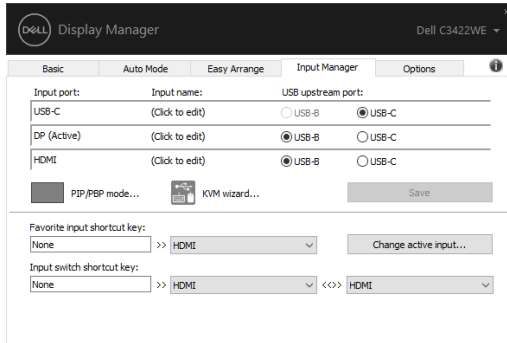 DELL Display Manager Dell C3422WE
Basic Auto Mode Easy Arrange Input Manager Options
Input port: Input name: USB upstream port:
USB-C (Click to edit) USB-B USB-C
DP (Active) (Click to edit) USB-B USB-C
HDMI (Click to edit) USB-B USB-C
PIP/PBP mode... KVM wizard... Save
Favorite input shortcut key:
None >> HDMI Change active input...
Input switch shortcut key:
None >> HDMI <<>> HDMI